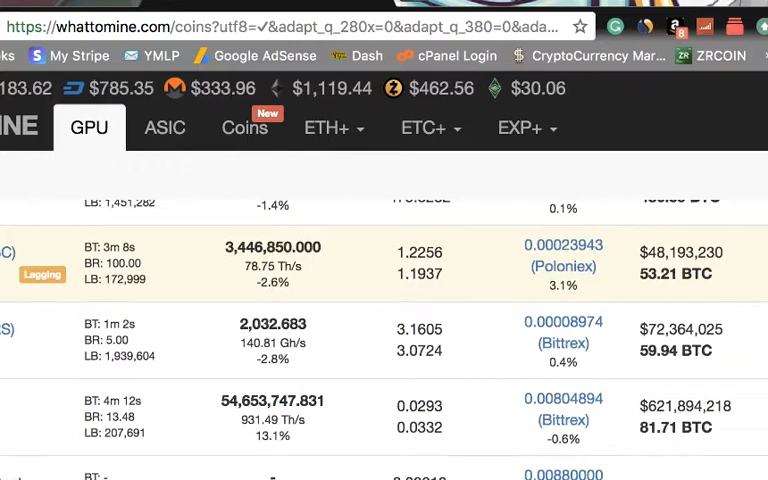 https://whattomine.com/coins?utf8=✓&adapt_q_280x=0&adapt_q_380=0&ada...
ks My Stripe YMLP Google AdSense Dash cPanel Login CryptoCurrency Mar... ZRCOIN
183.62 $785.35 $333.96 $1,119.44 $462.56 $30.06
INE GPU ASIC Coins New ETH+ ETC+ EXP+
LB: 1,451,282
-1.4%
0.1%
C) Lagging
BT: 3m 8s
BR: 100.00
LB: 172,999
3,446,850.000
78.75 Th/s
-2.6%
1.2256
1.1937
0.00023943
(Poloniex)
3.1%
$48,193,230
53.21 BTC
S)
BT: 1m 2s
BR: 5.00
LB: 1,939,604
2,032.683
140.81 Gh/s
-2.8%
3.1605
3.0724
0.00008974
(Bittrex)
0.4%
$72,364,025
59.94 BTC
BT: 4m 12s
BR: 13.48
LB: 207,691
54,653,747.831
931.49 Th/s
13.1%
0.0293
0.0332
0.00804894
(Bittrex)
-0.6%
$621,894,218
81.71 BTC
BT: -
-
0.00880000